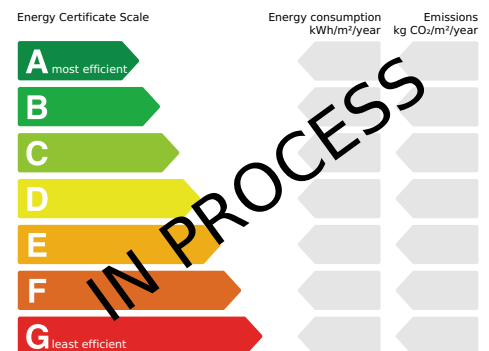 Energy Certificate Scale
Energy consumption
kWh/m²/year
Emissions
kg CO₂/m²/year
A most efficient
B
C
D
E
F
G least efficient
IN PROCESS